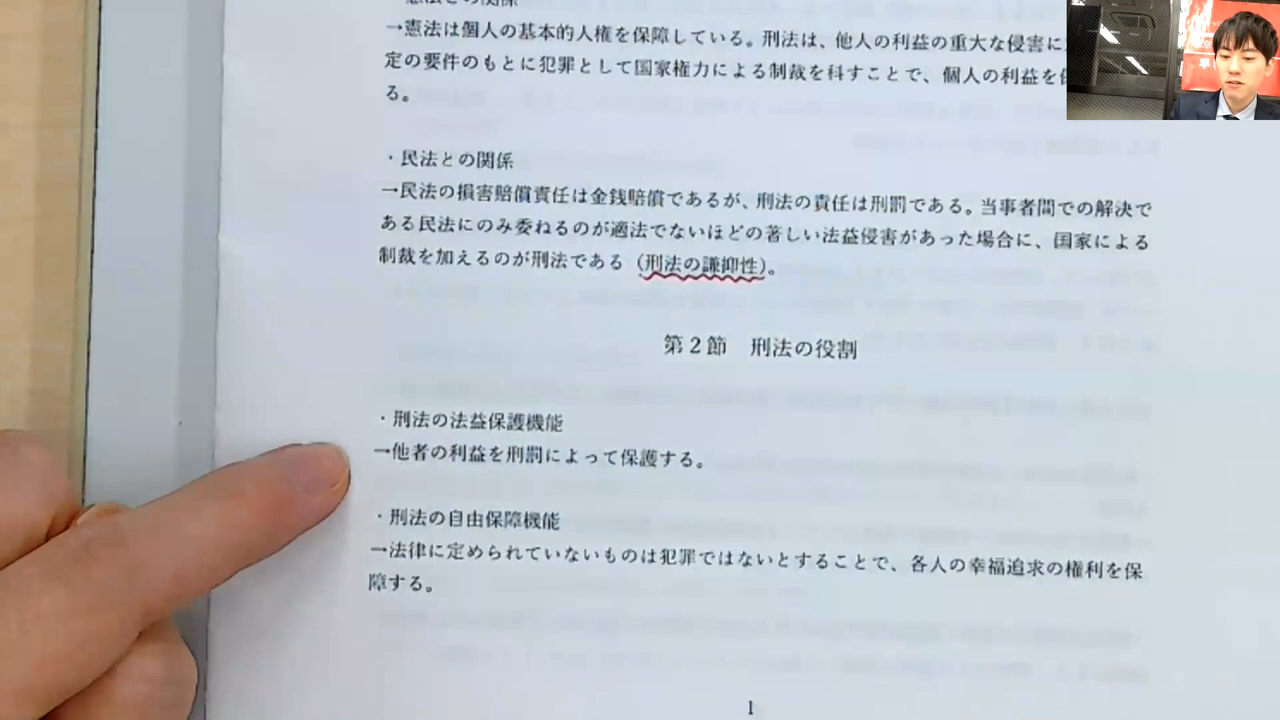 憲法との関係
→憲法は個人の基本的人権を保障している。刑法は、他人の利益の重大な侵害に
定の要件のもとに犯罪として国家権力による制裁を科すことで、個人の利益を
る。
・民法との関係
→民法の損害賠償責任は金銭賠償であるが、刑法の責任は刑罰である。当事者間での解決で
ある民法にのみ委ねるのが適法でないほどの著しい法益侵害があった場合に、国家による
制裁を加えるのが刑法である（刑法の謙抑性）。
第２節　刑法の役割
・刑法の法益保護機能
→他者の利益を刑罰によって保護する。
・刑法の自由保障機能
→法律に定められていないものは犯罪ではないとすることで、各人の幸福追求の権利を保
障する。
1